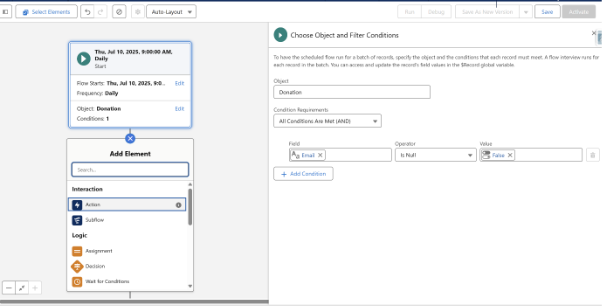 Select Elements
Auto-Layout
Run
Debug
Save As New Version
Save
Activate
Thu, Jul 10, 2025, 9:00:00 AM,
Daily
Start
Flow Starts: Thu, Jul 10, 2025, 9:0... Edit
Frequency: Daily
Object: Donation Edit
Conditions: 1
Add Element
Search...
Interaction
Action
Subflow
Logic
Assignment
Decision
Wait for Conditions
Choose Object and Filter Conditions
To have the scheduled flow run for a batch of records, specify the object and the conditions that each record must meet. A flow interview runs for
each record in the batch. You can access and update the record's field values in the $Record global variable.
Object
Donation
Condition Requirements
All Conditions Are Met (AND)
Field Operator Value
Email Is Null False
+ Add Condition